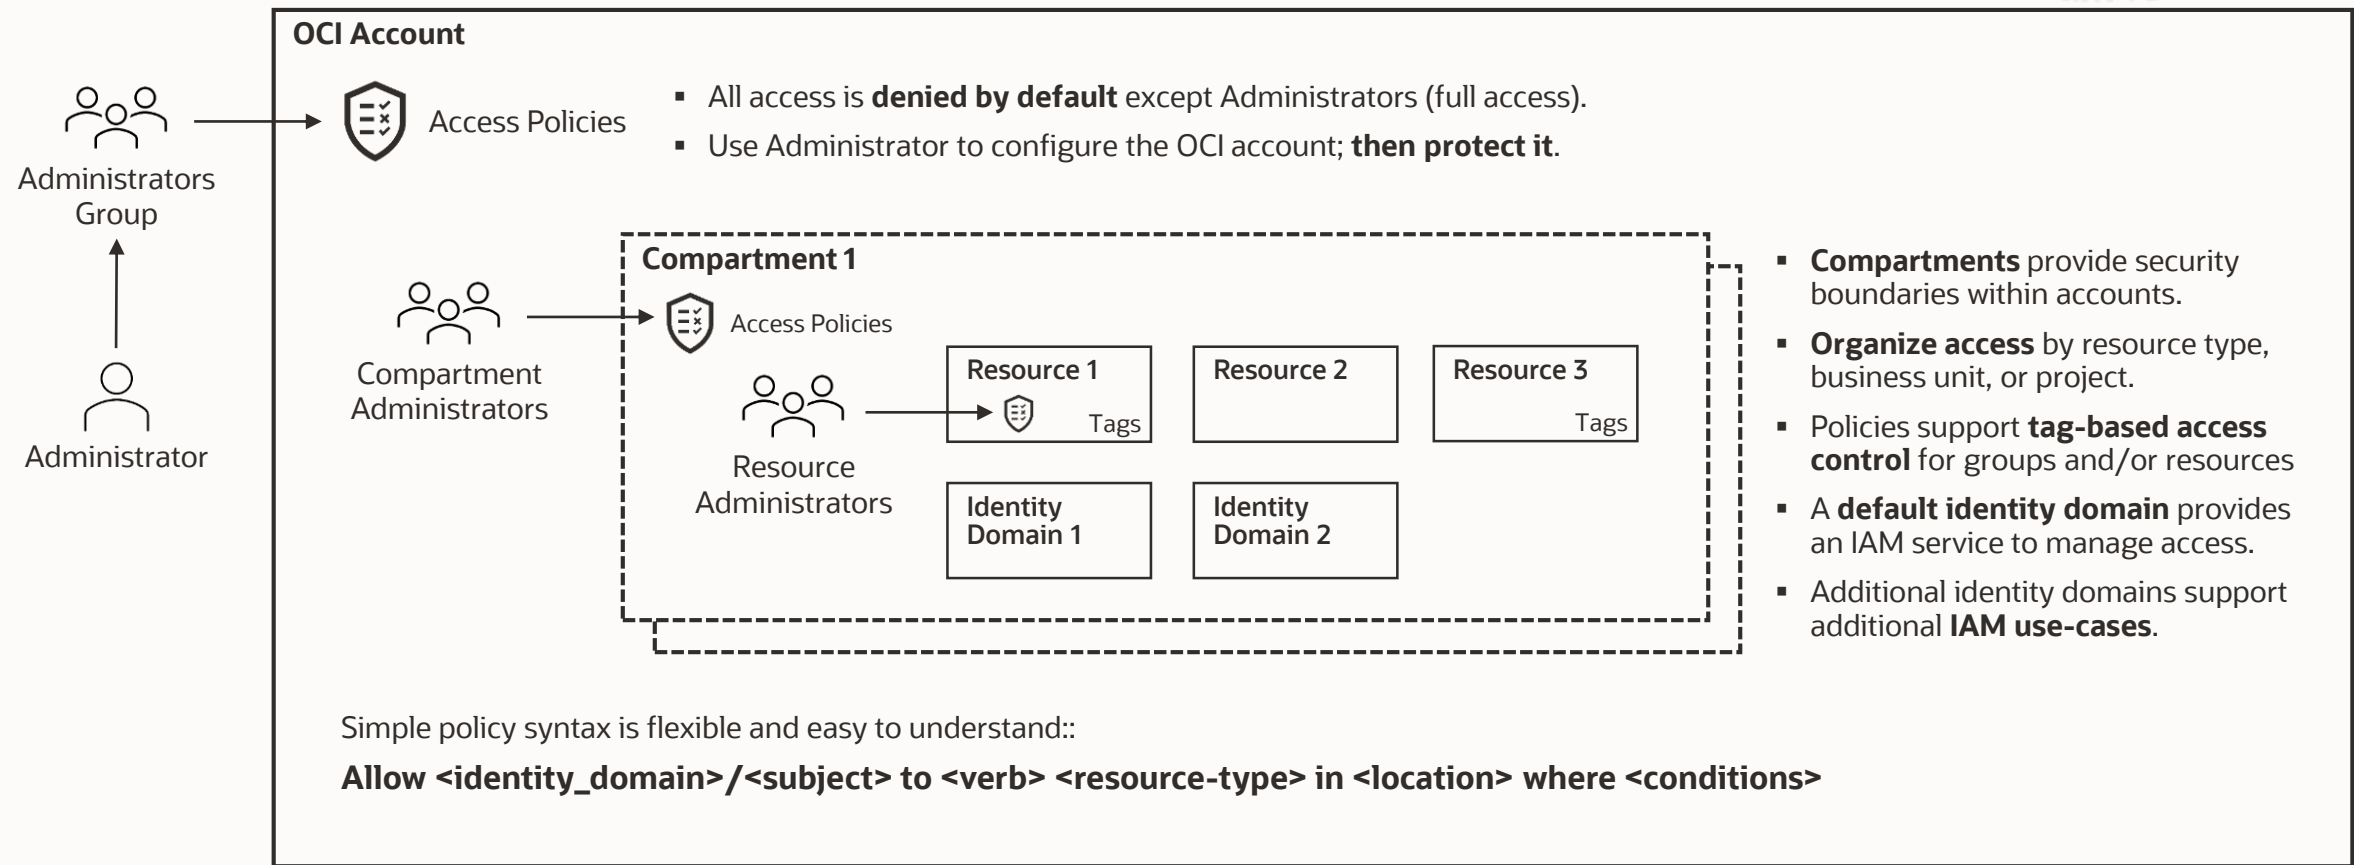 OCI Account
Access Policies
▪ All access is denied by default except Administrators (full access).
▪ Use Administrator to configure the OCI account; then protect it.
Administrators
Group
Administrator
Compartment
Administrators
Compartment 1
Access Policies
Resource
Administrators
Resource 1
Tags
Resource 2
Resource 3
Tags
Identity
Domain 1
Identity
Domain 2
▪ Compartments provide security
boundaries within accounts.
▪ Organize access by resource type,
business unit, or project.
▪ Policies support tag-based access
control for groups and/or resources
▪ A default identity domain provides
an IAM service to manage access.
▪ Additional identity domains support
additional IAM use-cases.
Simple policy syntax is flexible and easy to understand::
Allow <identity_domain>/<subject> to <verb> <resource-type> in <location> where <conditions>